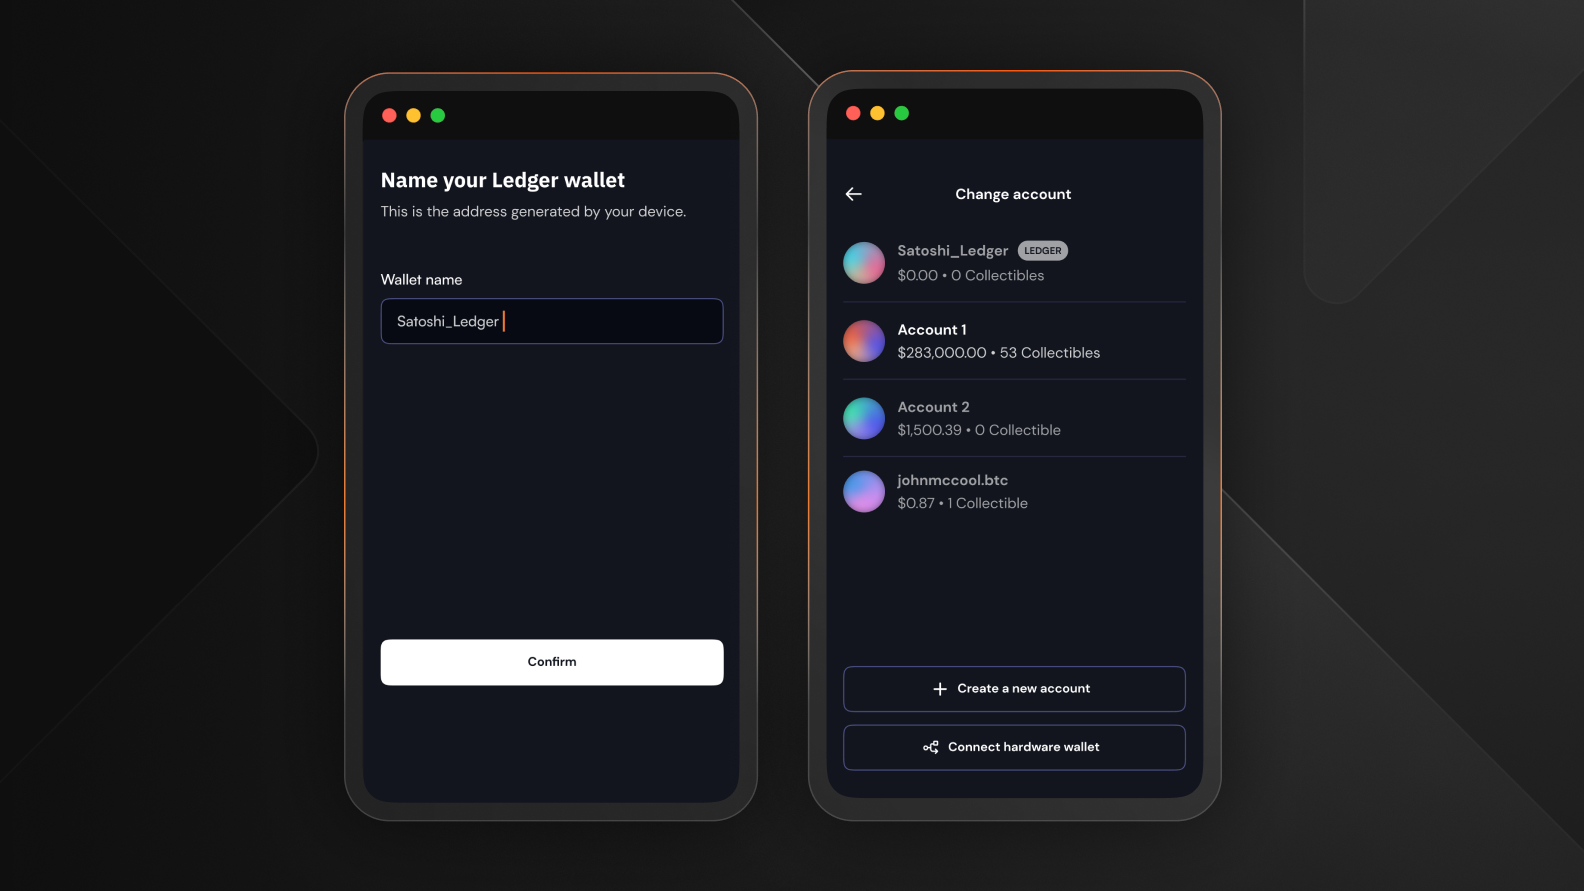 Name your Ledger wallet
This is the address generated by your device.
Wallet name
Satoshi_Ledger
Confirm
Change account
Satoshi_Ledger LEDGER
$0.00 • 0 Collectibles
Account 1
$283,000.00 • 53 Collectibles
Account 2
$1,500.39 • 0 Collectible
johnmccool.btc
$0.87 • 1 Collectible
Create a new account
Connect hardware wallet